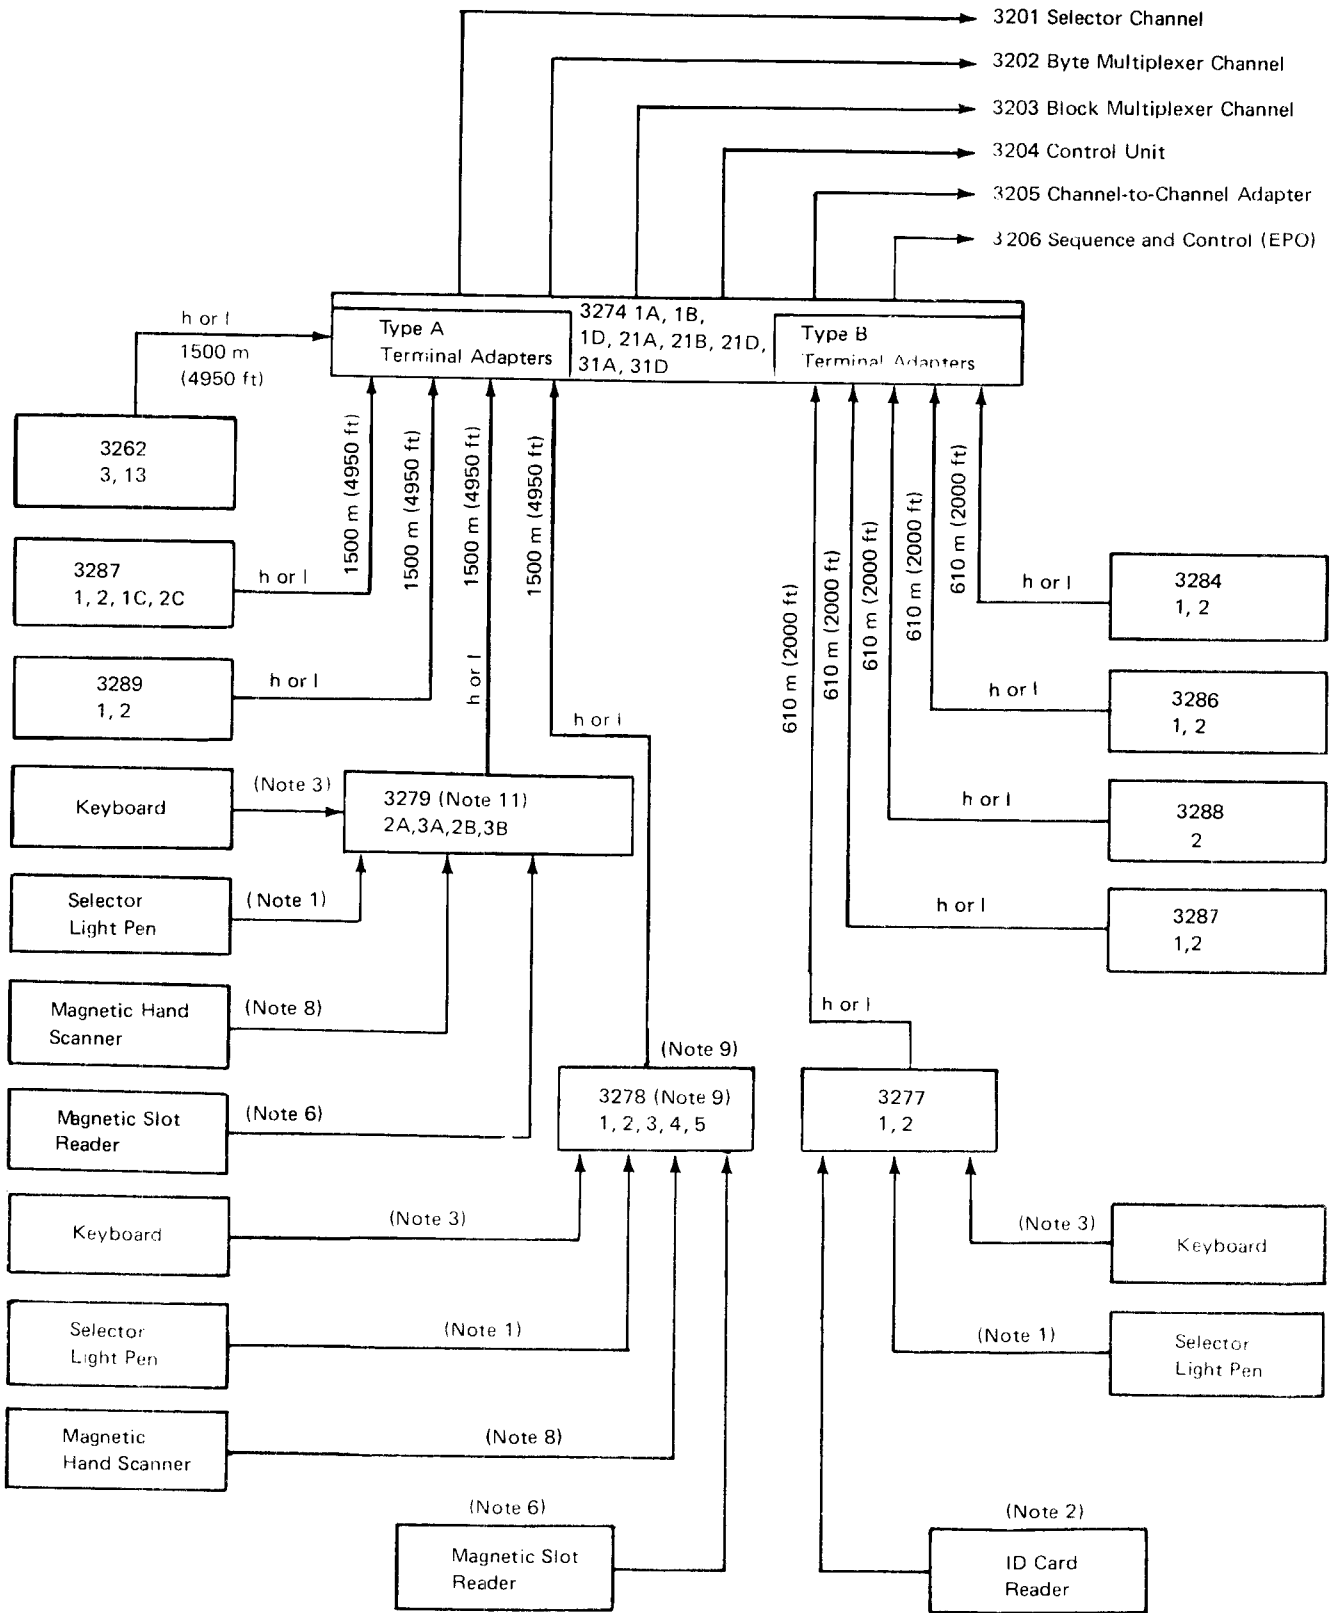 3201 Selector Channel
3202 Byte Multiplexer Channel
3203 Block Multiplexer Channel
3204 Control Unit
3205 Channel-to-Channel Adapter
3206 Sequence and Control (EPO)
3274 1A, 1B,
1D, 21A, 21B, 21D,
31A, 31D
Type A
Terminal Adapters
Type B
Terminal Adapters
h or l
1500 m
(4950 ft)
3262
3, 13
1500 m (4950 ft)
1500 m (4950 ft)
1500 m (4950 ft)
1500 m (4950 ft)
610 m (2000 ft)
610 m (2000 ft)
610 m (2000 ft)
610 m (2000 ft)
610 m (2000 ft)
3287
1, 2, 1C, 2C
h or l
h or l
3284
1, 2
3289
1, 2
h or l
h or l
h or l
h or l
3286
1, 2
Keyboard
(Note 3)
3279 (Note 11)
2A,3A,2B,3B
h or l
3288
2
Selector
Light Pen
(Note 1)
h or l
3287
1,2
Magnetic Hand
Scanner
(Note 8)
h or l
(Note 9)
3278 (Note 9)
1, 2, 3, 4, 5
3277
1, 2
Magnetic Slot
Reader
(Note 6)
Keyboard
(Note 3)
(Note 3)
Keyboard
Selector
Light Pen
(Note 1)
(Note 1)
Selector
Light Pen
Magnetic
Hand Scanner
(Note 8)
(Note 6)
Magnetic Slot
Reader
(Note 2)
ID Card
Reader